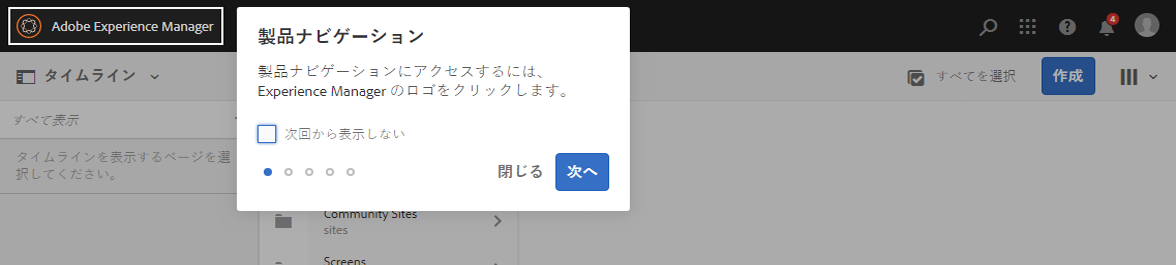 Adobe Experience Manager
4
製品ナビゲーション
製品ナビゲーションにアクセスするには、
Experience Manager のロゴをクリックします。
次回から表示しない
閉じる
次へ
タイムライン
すべてを選択
作成
すべて表示
タイムラインを表示するページを選
択してください。
Community Sites
sites
Screens